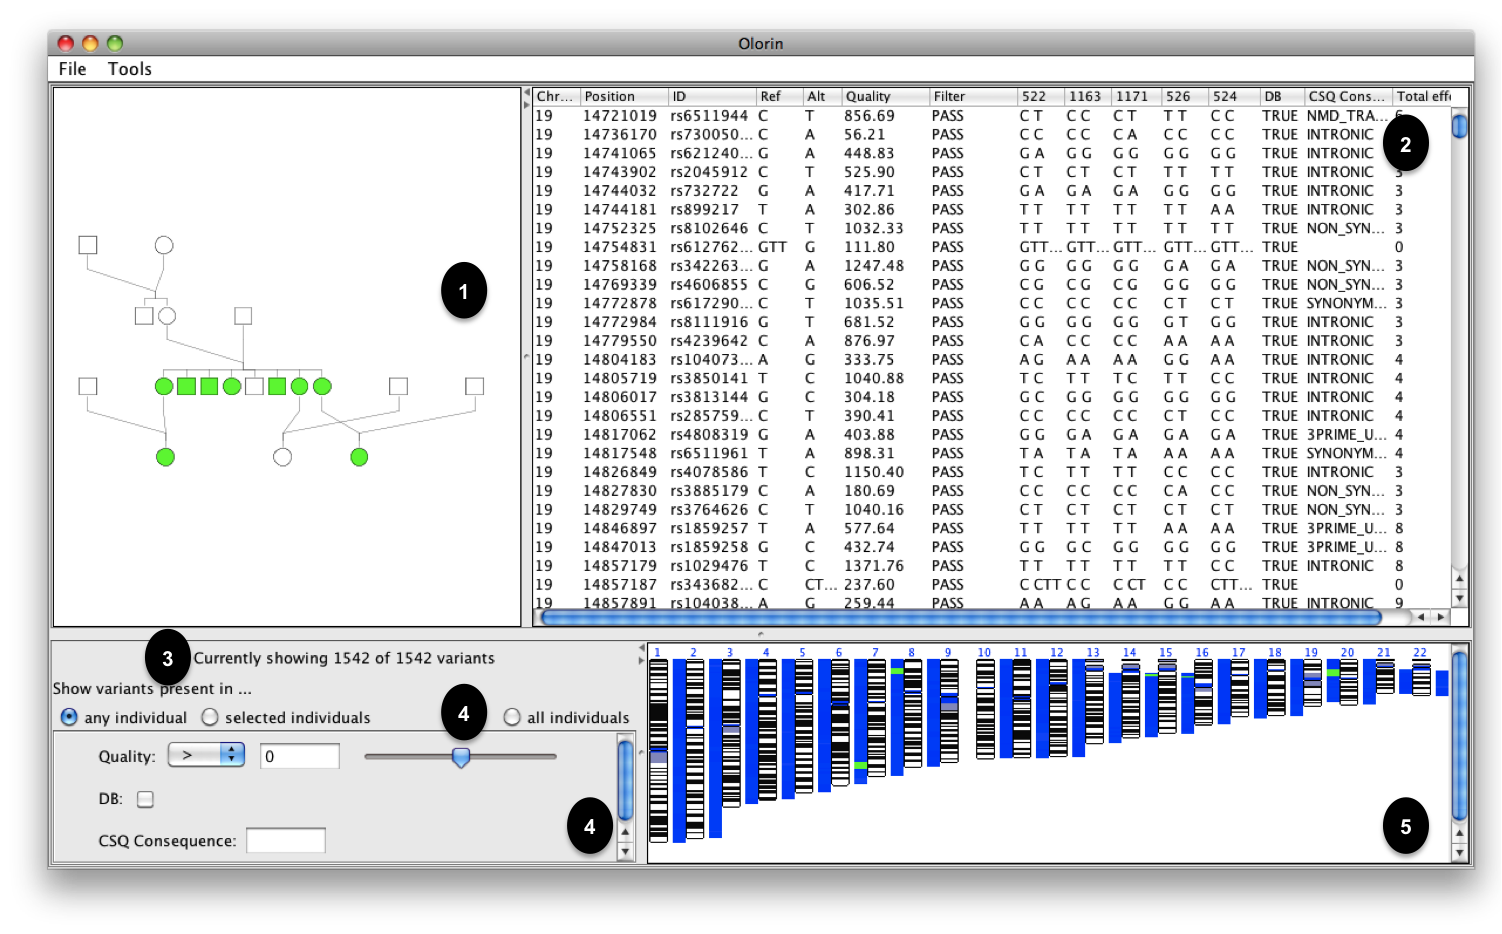 Olorin
File Tools
Chr... Position ID Ref Alt Quality Filter 522 1163 1171 526 524 DB CSQ Cons... Total effe
19 14721019 rs6511944 C T 856.69 PASS C T C C C T T T C C TRUE NMD_TRA...
19 14736170 rs730050... C A 56.21 PASS C C C C C A C C C C TRUE INTRONIC
19 14741065 rs621240... G A 448.83 PASS G A G G G G G G G G TRUE INTRONIC
19 14743902 rs2045912 C T 525.90 PASS C T C T C T T T T T TRUE INTRONIC 3
19 14744032 rs732722 G A 417.71 PASS G A G A G A G G G G TRUE INTRONIC 3
19 14744181 rs899217 T A 302.86 PASS T T T T T T T T A A TRUE INTRONIC 3
19 14752325 rs8102646 C T 1032.33 PASS T T T T T T T T T T TRUE NON_SYN... 3
19 14754831 rs612762... GTT G 111.80 PASS GTT... GTT... GTT... GTT... GTT... TRUE 0
19 14758168 rs342263... G A 1247.48 PASS G G G G G G G A G A TRUE NON_SYN... 3
19 14769339 rs4606855 C G 606.52 PASS C G C G C G G G C G TRUE NON_SYN... 3
19 14772878 rs617290... C T 1035.51 PASS C C C C C C C T C T TRUE SYNONYM... 3
19 14772984 rs8111916 G T 681.52 PASS G G G G G G G T G G TRUE INTRONIC 3
19 14779550 rs4239642 C A 876.97 PASS C A C C C C A A A A TRUE INTRONIC 3
19 14804183 rs104073... A G 333.75 PASS A G A A A A G G A A TRUE INTRONIC 4
19 14805719 rs3850141 T C 1040.88 PASS T C T T T C T T C C TRUE INTRONIC 4
19 14806017 rs3813144 G C 304.18 PASS G C G G G G G G G G TRUE INTRONIC 4
19 14806551 rs285759... C T 390.41 PASS C C C C C C C T C C TRUE INTRONIC 4
19 14817062 rs4808319 G A 403.88 PASS G G G A G A G A G A TRUE 3PRIME_U... 4
19 14817548 rs6511961 T A 898.31 PASS T A T A T A A A A A TRUE SYNONYM... 4
19 14826849 rs4078586 T C 1150.40 PASS T C T T T T C C C C TRUE INTRONIC 3
19 14827830 rs3885179 C A 180.69 PASS C C C C C C C A C C TRUE NON_SYN... 3
19 14829749 rs3764626 C T 1040.16 PASS C T C T C T C T C T TRUE NON_SYN... 3
19 14846897 rs1859257 T A 577.64 PASS T T T T T T A A A A TRUE 3PRIME_U... 8
19 14847013 rs1859258 G C 432.74 PASS G G G C G G G G G G TRUE 3PRIME_U... 8
19 14857179 rs1029476 T C 1371.76 PASS T T T T T T T T C C TRUE INTRONIC 8
19 14857187 rs343682... C CT... 237.60 PASS C CTT C C C CT C C CTT... TRUE 0
19 14857891 rs104038... A G 259.44 PASS A A A G A A G G A A TRUE INTRONIC 9
1
2
3 Currently showing 1542 of 1542 variants
Show variants present in ...
any individual selected individuals 4 all individuals
Quality: > 0
DB:
CSQ Consequence:
4
1 2 3 4 5 6 7 8 9 10 11 12 13 14 15 16 17 18 19 20 21 22
5